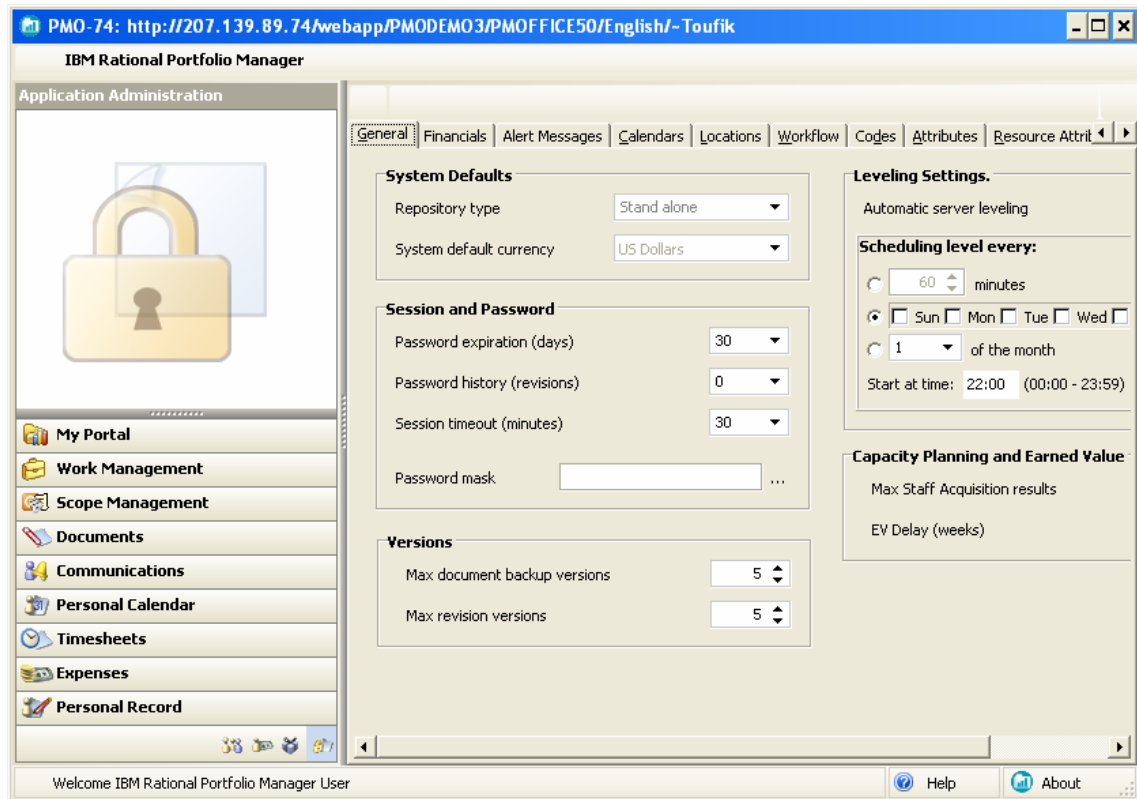 PMO-74: http://207.139.89.74/webapp/PMODEMO3/PMOFFICE50/English/~Toufik
IBM Rational Portfolio Manager
Application Administration
General Financials Alert Messages Calendars Locations Workflow Codes Attributes Resource Attrib
System Defaults
Repository type Stand alone
System default currency US Dollars
Session and Password
Password expiration (days) 30
Password history (revisions) 0
Session timeout (minutes) 30
Password mask ...
Versions
Max document backup versions 5
Max revision versions 5
Leveling Settings.
Automatic server leveling
Scheduling level every:
60 minutes
Sun Mon Tue Wed
1 of the month
Start at time: 22:00 (00:00 - 23:59)
Capacity Planning and Earned Value
Max Staff Acquisition results
EV Delay (weeks)
My Portal
Work Management
Scope Management
Documents
Communications
Personal Calendar
Timesheets
Expenses
Personal Record
Welcome IBM Rational Portfolio Manager User
Help
About